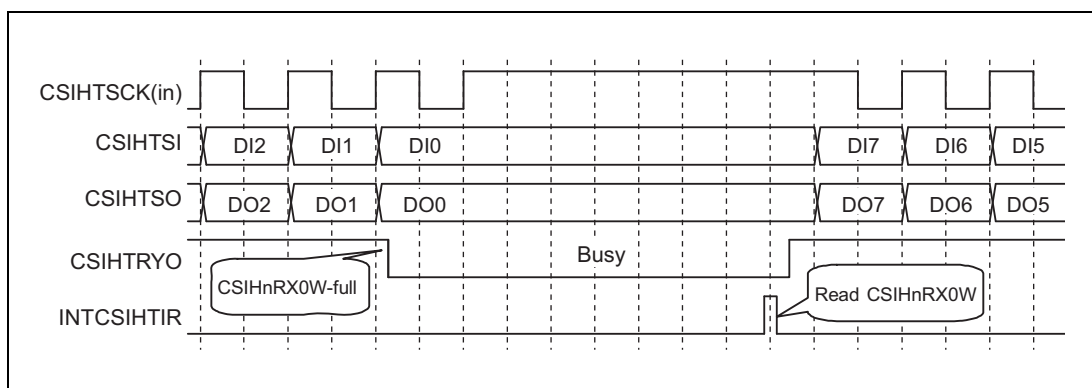 CSIHTSCK(in)
CSIHTSI DI2 DI1 DI0 DI7 DI6 DI5
CSIHTSO DO2 DO1 DO0 DO7 DO6 DO5
CSIHTRYO Busy
CSIHnRX0W-full
Read CSIHnRX0W
INTCSIHTIR